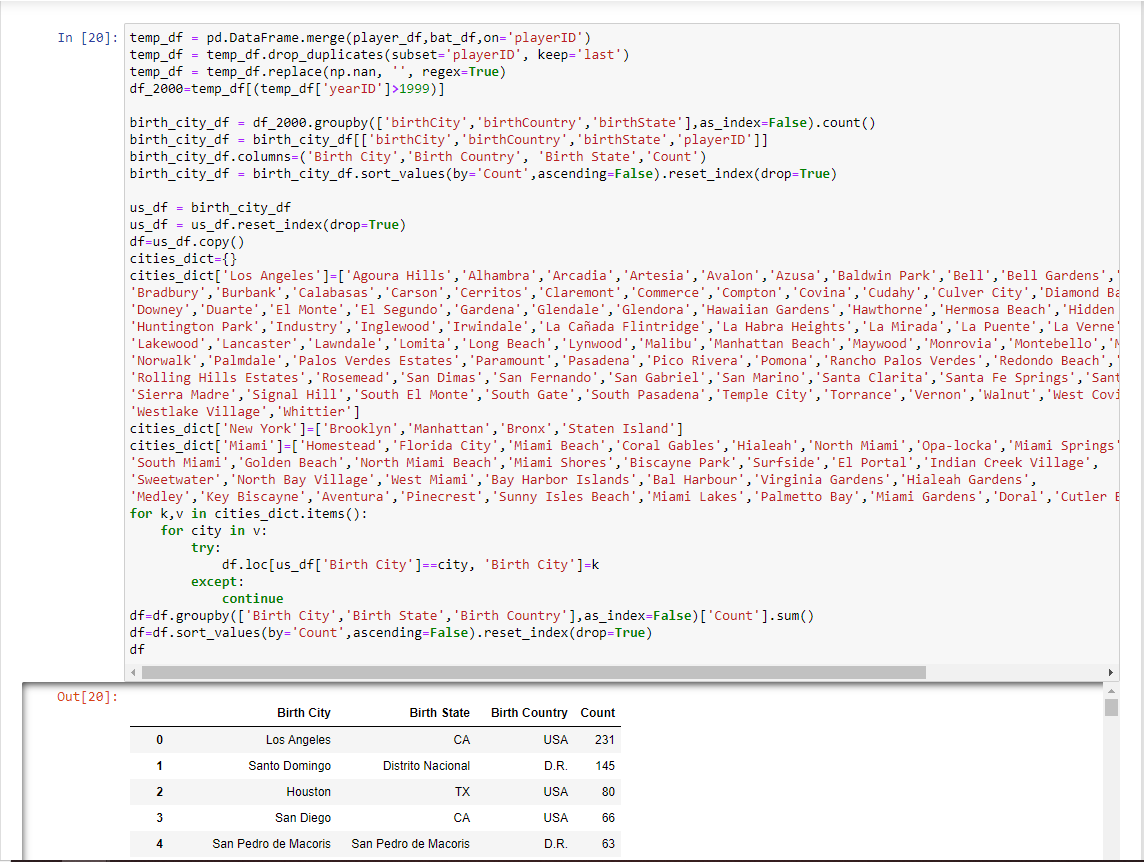 In [20]:
temp_df = pd.DataFrame.merge(player_df,bat_df,on='playerID')
temp_df = temp_df.drop_duplicates(subset='playerID', keep='last')
temp_df = temp_df.replace(np.nan, '', regex=True)
df_2000=temp_df[(temp_df['yearID']>1999)]
birth_city_df = df_2000.groupby(['birthCity','birthCountry','birthState'],as_index=False).count()
birth_city_df = birth_city_df[['birthCity','birthCountry','birthState','playerID']]
birth_city_df.columns=('Birth City','Birth Country', 'Birth State','Count')
birth_city_df = birth_city_df.sort_values(by='Count',ascending=False).reset_index(drop=True)
us_df = birth_city_df
us_df = us_df.reset_index(drop=True)
df=us_df.copy()
cities_dict={}
cities_dict['Los Angeles']=['Agoura Hills','Alhambra','Arcadia','Artesia','Avalon','Azusa','Baldwin Park','Bell','Bell Gardens','
'Bradbury','Burbank','Calabasas','Carson','Cerritos','Claremont','Commerce','Compton','Covina','Cudahy','Culver City','Diamond Ba
'Downey','Duarte','El Monte','El Segundo','Gardena','Glendale','Glendora','Hawaiian Gardens','Hawthorne','Hermosa Beach','Hidden
'Huntington Park','Industry','Inglewood','Irwindale','La Cañada Flintridge','La Habra Heights','La Mirada','La Puente','La Verne'
'Lakewood','Lancaster','Lawndale','Lomita','Long Beach','Lynwood','Malibu','Manhattan Beach','Maywood','Monrovia','Montebello','M
'Norwalk','Palmdale','Palos Verdes Estates','Paramount','Pasadena','Pico Rivera','Pomona','Rancho Palos Verdes','Redondo Beach','
'Rolling Hills Estates','Rosemead','San Dimas','San Fernando','San Gabriel','San Marino','Santa Clarita','Santa Fe Springs','Sant
'Sierra Madre','Signal Hill','South El Monte','South Gate','South Pasadena','Temple City','Torrance','Vernon','Walnut','West Covi
'Westlake Village','Whittier']
cities_dict['New York']=['Brooklyn','Manhattan','Bronx','Staten Island']
cities_dict['Miami']=['Homestead','Florida City','Miami Beach','Coral Gables','Hialeah','North Miami','Opa-locka','Miami Springs'
'South Miami','Golden Beach','North Miami Beach','Miami Shores','Biscayne Park','Surfside','El Portal','Indian Creek Village',
'Sweetwater','North Bay Village','West Miami','Bay Harbor Islands','Bal Harbour','Virginia Gardens','Hialeah Gardens',
'Medley','Key Biscayne','Aventura','Pinecrest','Sunny Isles Beach','Miami Lakes','Palmetto Bay','Miami Gardens','Doral','Cutler B
for k,v in cities_dict.items():
for city in v:
try:
df.loc[us_df['Birth City']==city, 'Birth City']=k
except:
continue
df=df.groupby(['Birth City','Birth State','Birth Country'],as_index=False)['Count'].sum()
df=df.sort_values(by='Count',ascending=False).reset_index(drop=True)
df
Out[20]:
Birth City Birth State Birth Country Count
0 Los Angeles CA USA 231
1 Santo Domingo Distrito Nacional D.R. 145
2 Houston TX USA 80
3 San Diego CA USA 66
4 San Pedro de Macoris San Pedro de Macoris D.R. 63